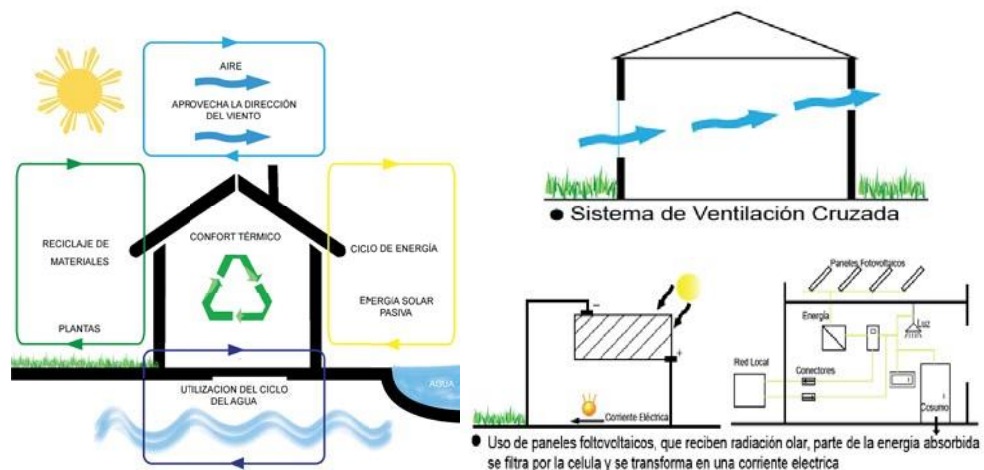 AIRE
APROVECHA LA DIRECCIÓN
DEL VIENTO
RECICLAJE DE
MATERIALES
PLANTAS
CONFORT TÉRMICO
CICLO DE ENERGÍA
ENERGÍA SOLAR
PASIVA
AGUA
UTILIZACION DEL CICLO
DEL AGUA
● Sistema de Ventilación Cruzada
−
+
Corriente Eléctrica
Paneles Fotovoltaicos
Energía
Luz
Red Local
Conectores
Cosumo
● Uso de paneles foltovoltaicos, que reciben radiación olar, parte de la energia absorbida
se filtra por la celula y se transforma en una corriente electrica